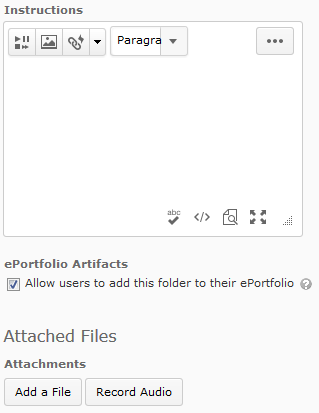 Instructions
Paragra
abc
ePortfolio Artifacts
Allow users to add this folder to their ePortfolio
Attached Files
Attachments
Add a File Record Audio